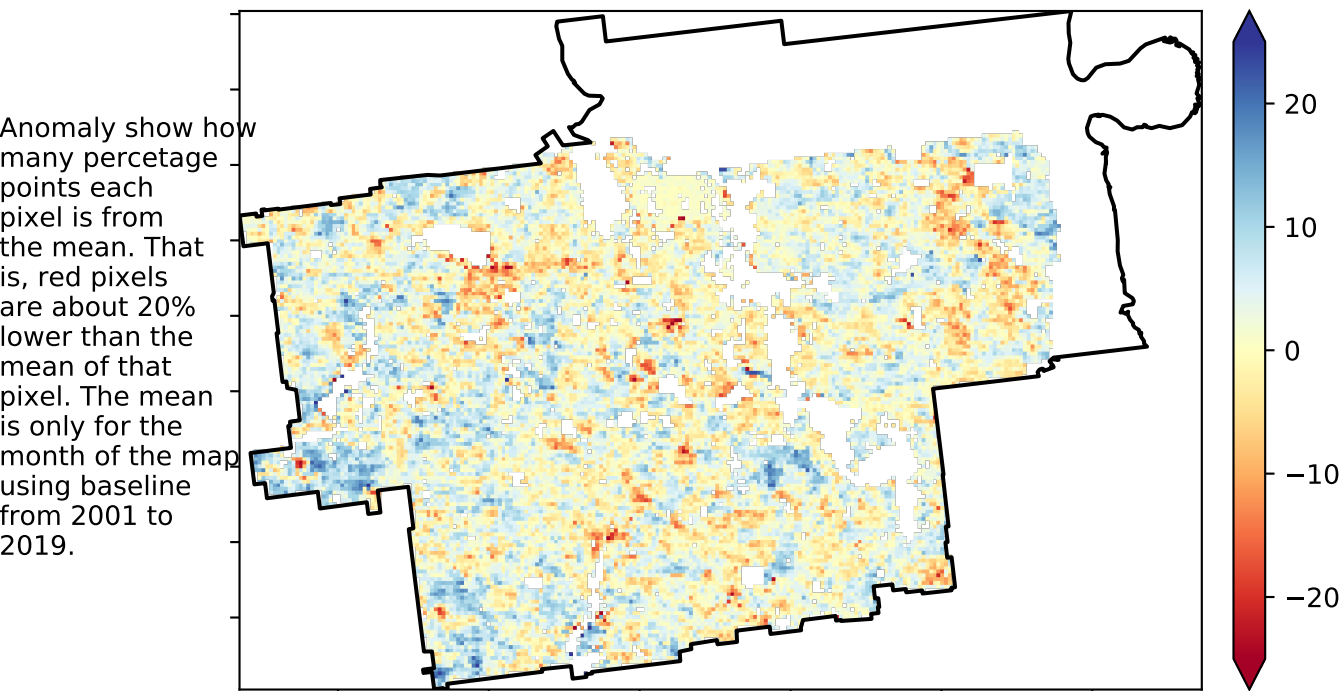 Anomaly show how
many percetage
points each
pixel is from
the mean. That
is, red pixels
are about 20%
lower than the
mean of that
pixel. The mean
is only for the
month of the map
using baseline
from 2001 to
2019.
20
10
0
−10
−20